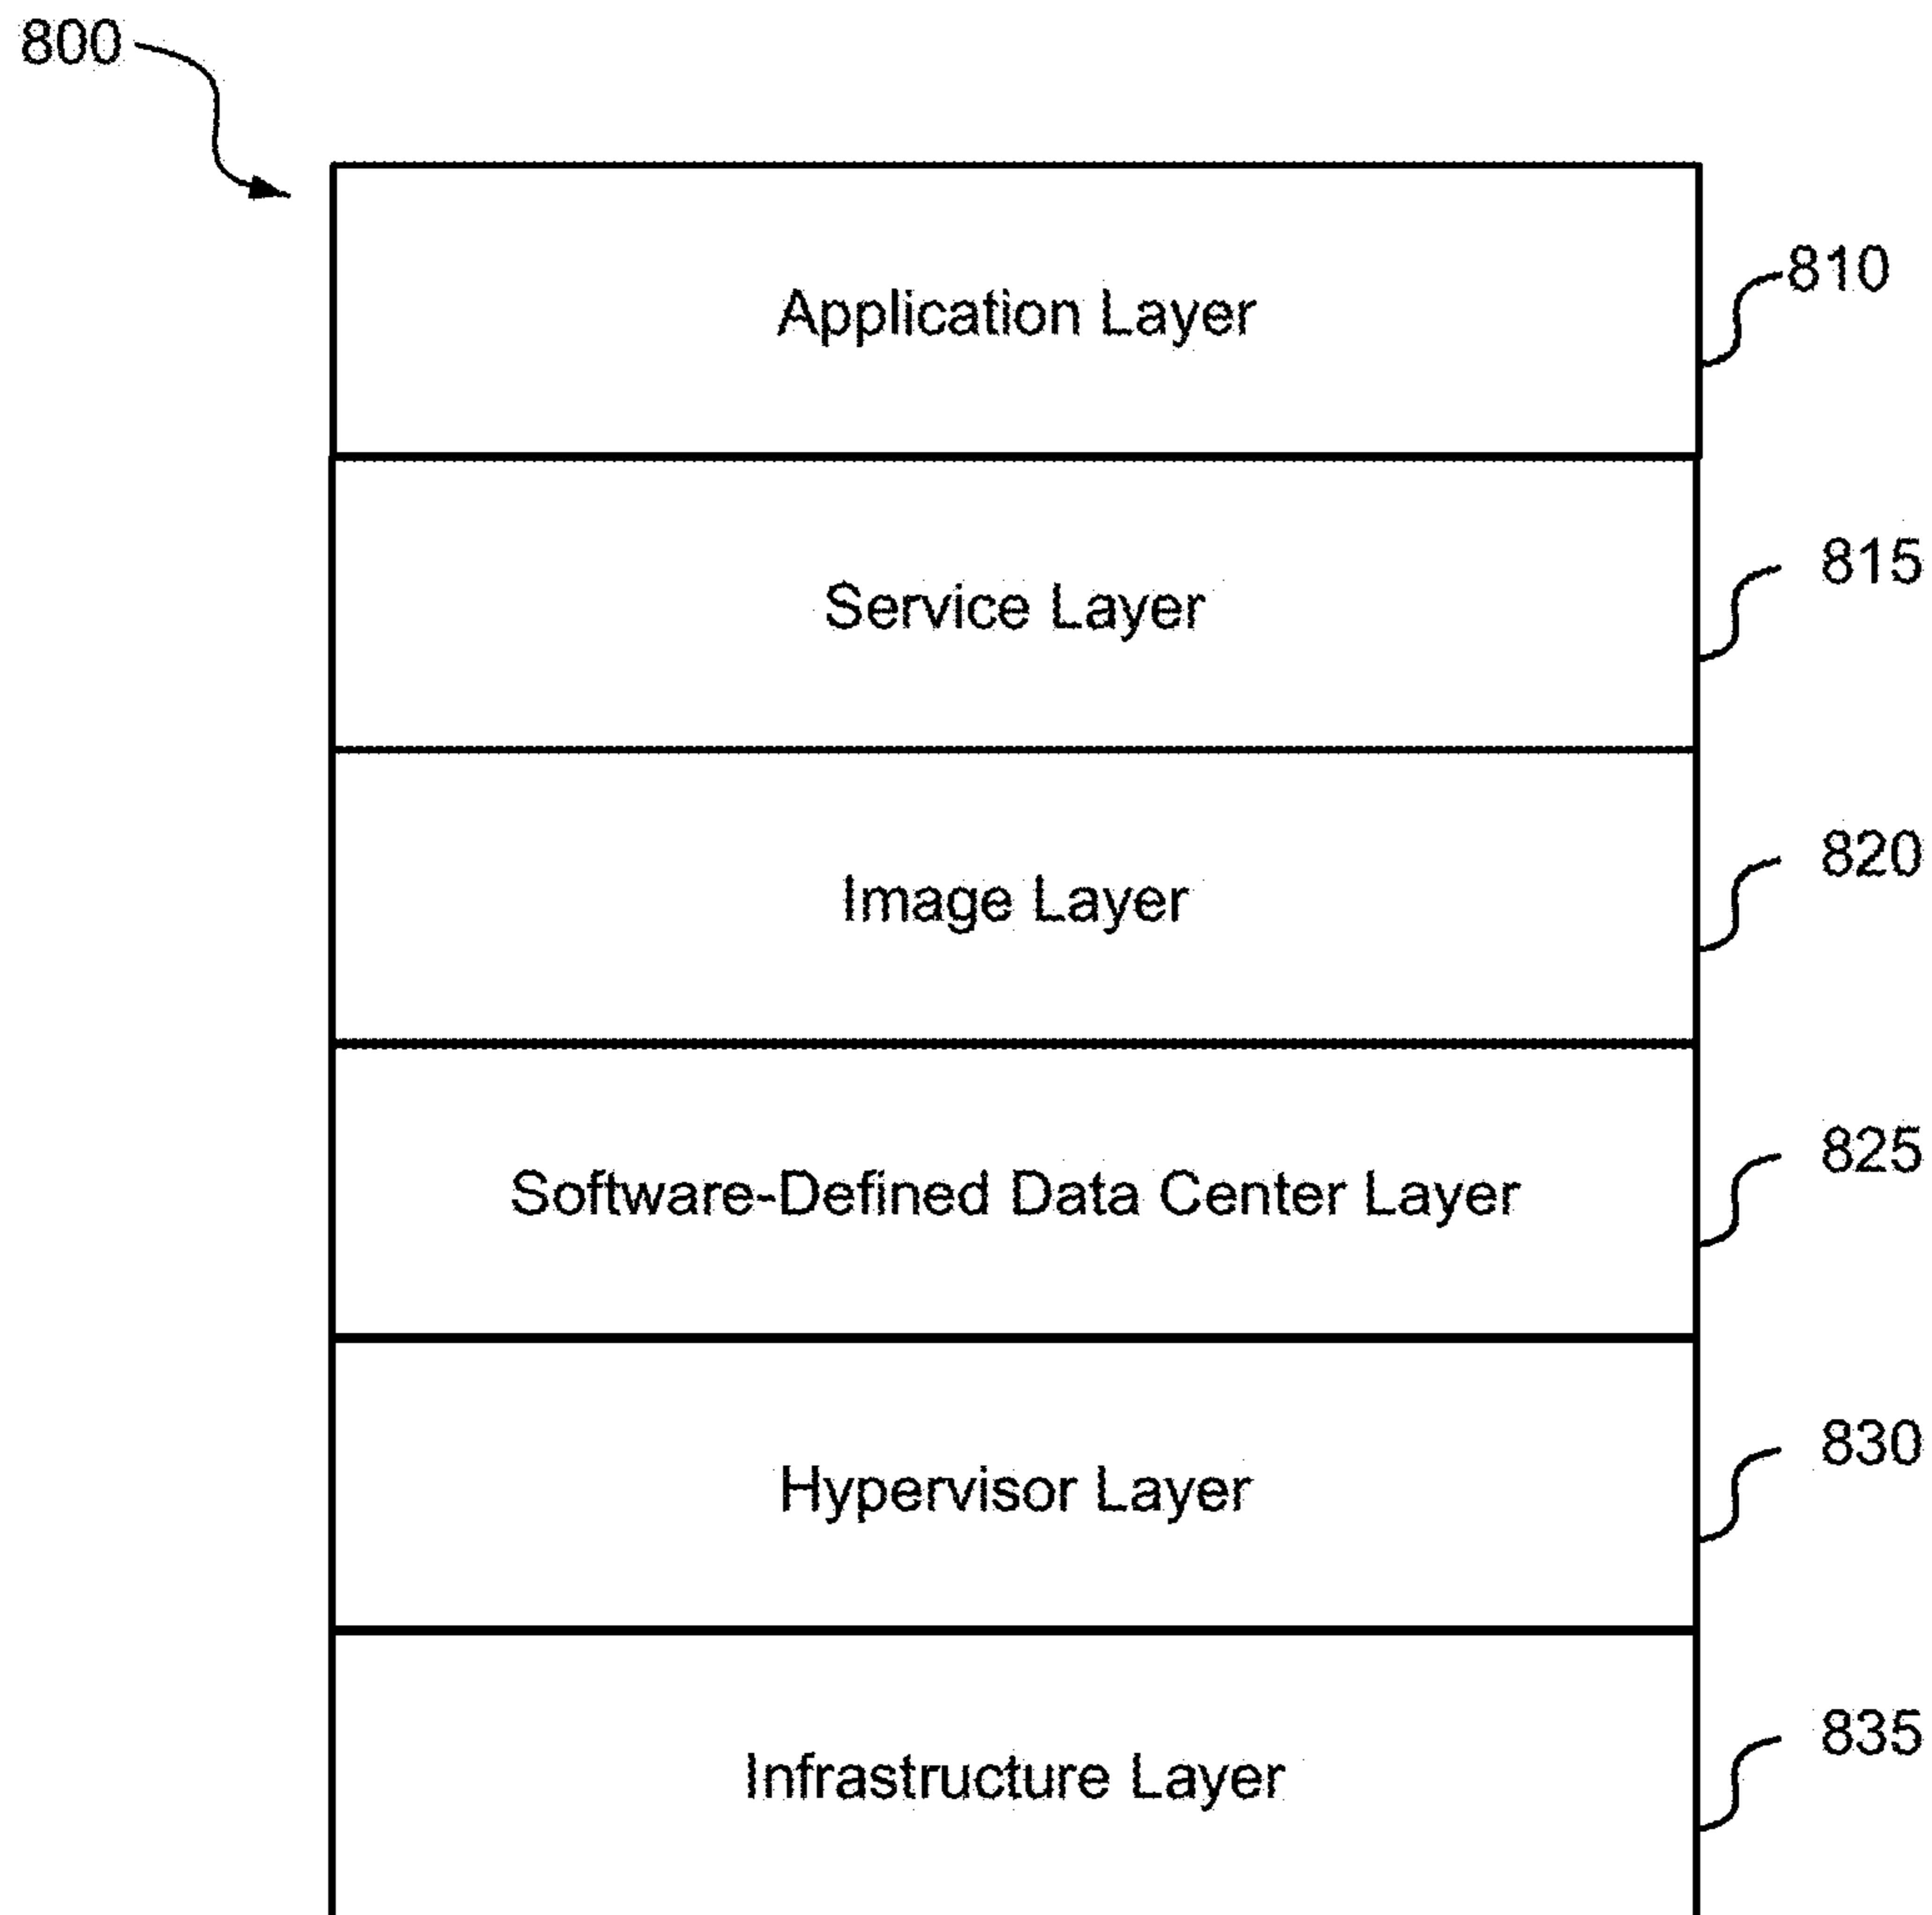 800
810
Application Layer
815
Service Layer
820
Image Layer
825
Software-Defined Data Center Layer
830
Hypervisor Layer
835
Infrastructure Layer